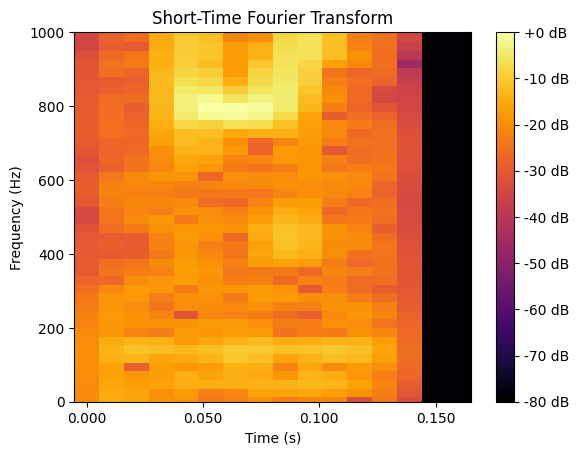 Short-Time Fourier Transform
1000
800
600
400
200
0
Frequency (Hz)
0.000
0.050
0.100
0.150
Time (s)
+0 dB
-10 dB
-20 dB
-30 dB
-40 dB
-50 dB
-60 dB
-70 dB
-80 dB